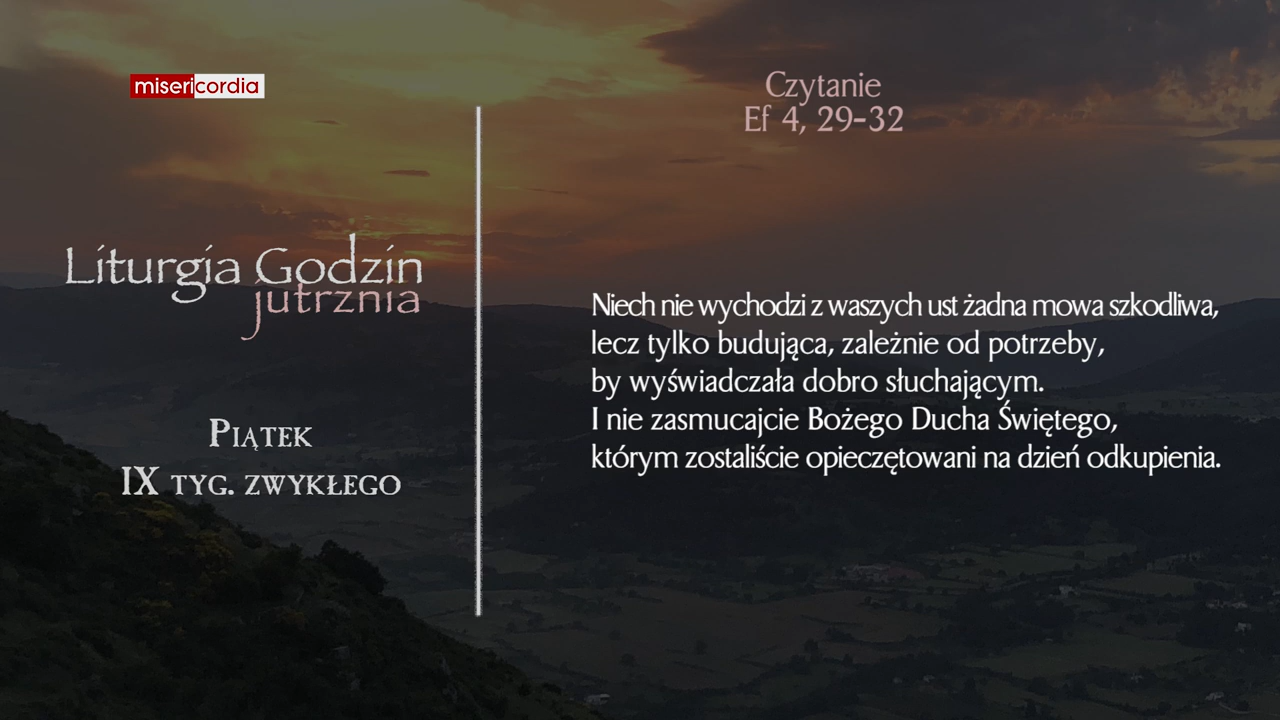 misericordia
Liturgia Godzin
jutrznia
Piątek
IX tyg. zwykłego
Czytanie
Ef 4, 29-32
Niech nie wychodzi z waszych ust żadna mowa szkodliwa,
lecz tylko budująca, zależnie od potrzeby,
by wyświadczała dobro słuchającym.
I nie zasmucajcie Bożego Ducha Świętego,
którym zostaliście opieczętowani na dzień odkupienia.